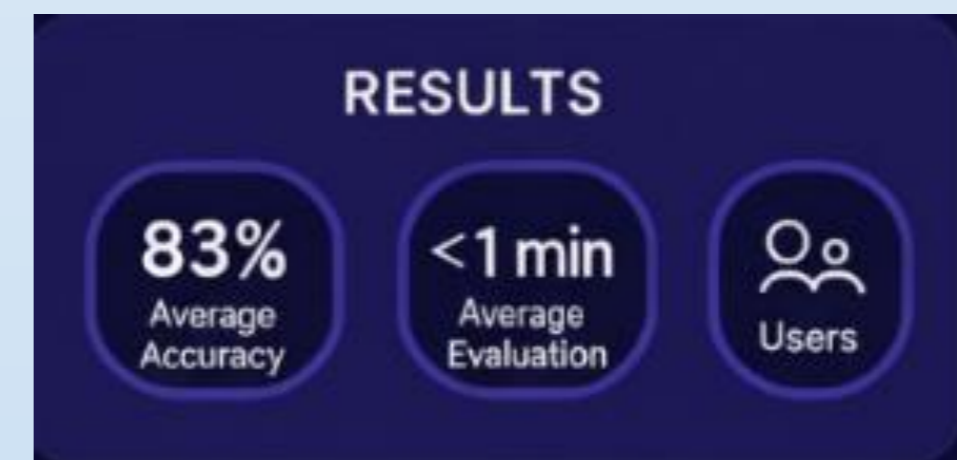 RESULTS
83%
Average
Accuracy
<1 min
Average
Evaluation
Users